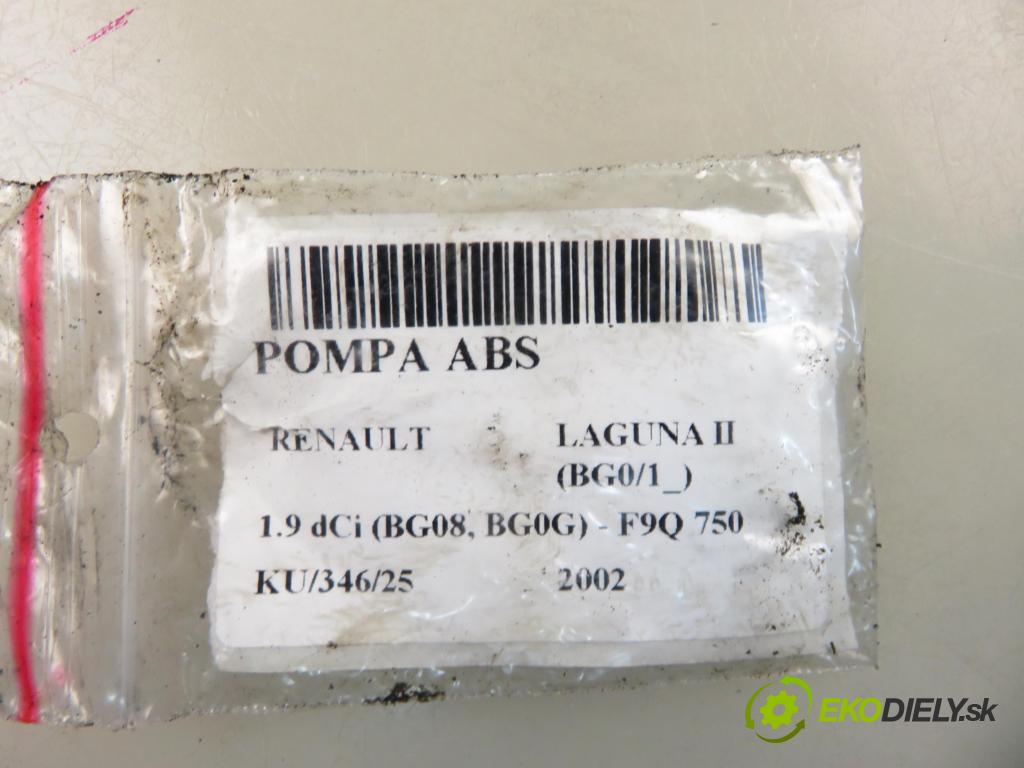 POMPA ABS
RENAULT LAGUNA II
(BG0/1_)
1.9 dCi (BG08, BG0G) - F9Q 750
KU/346/25 2002
EKODIELY.sk